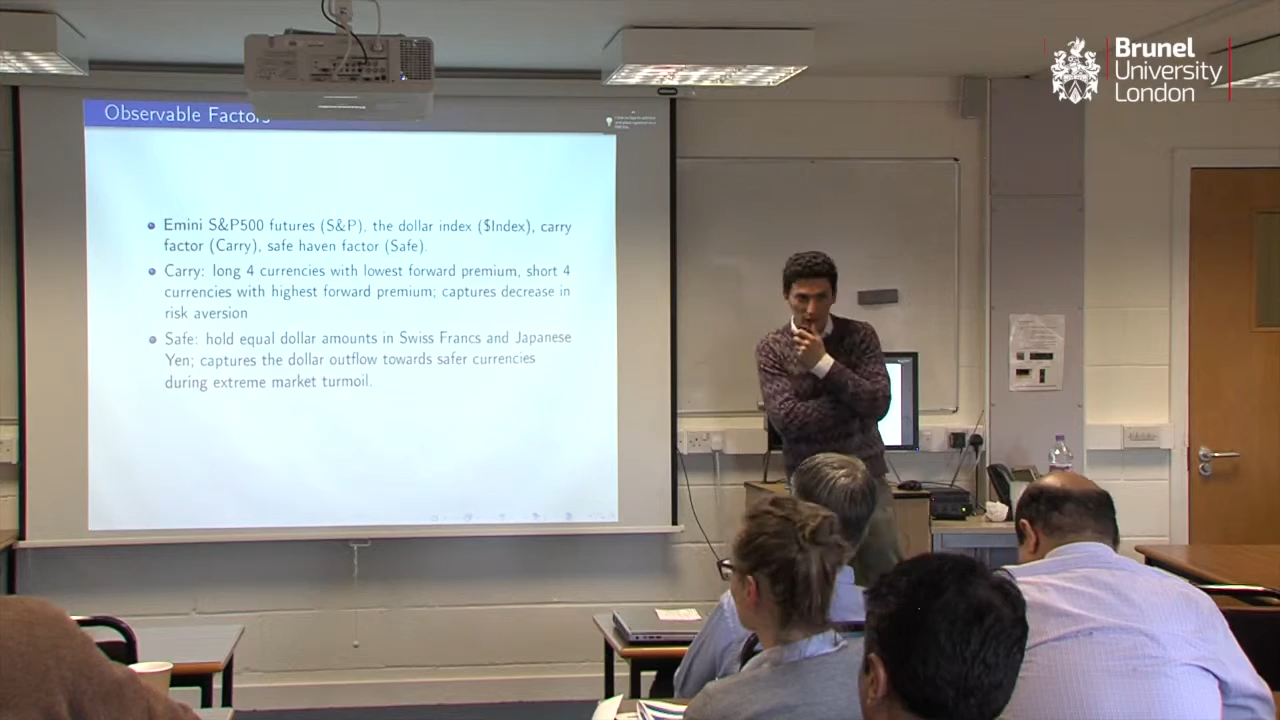 Observable Factors
Emini S&P500 futures (S&P), the dollar index ($Index), carry
factor (Carry), safe haven factor (Safe).
Carry: long 4 currencies with lowest forward premium, short 4
currencies with highest forward premium; captures decrease in
risk aversion
Safe: hold equal dollar amounts in Swiss Francs and Japanese
Yen; captures the dollar outflow towards safer currencies
during extreme market turmoil.
Brunel
University
London